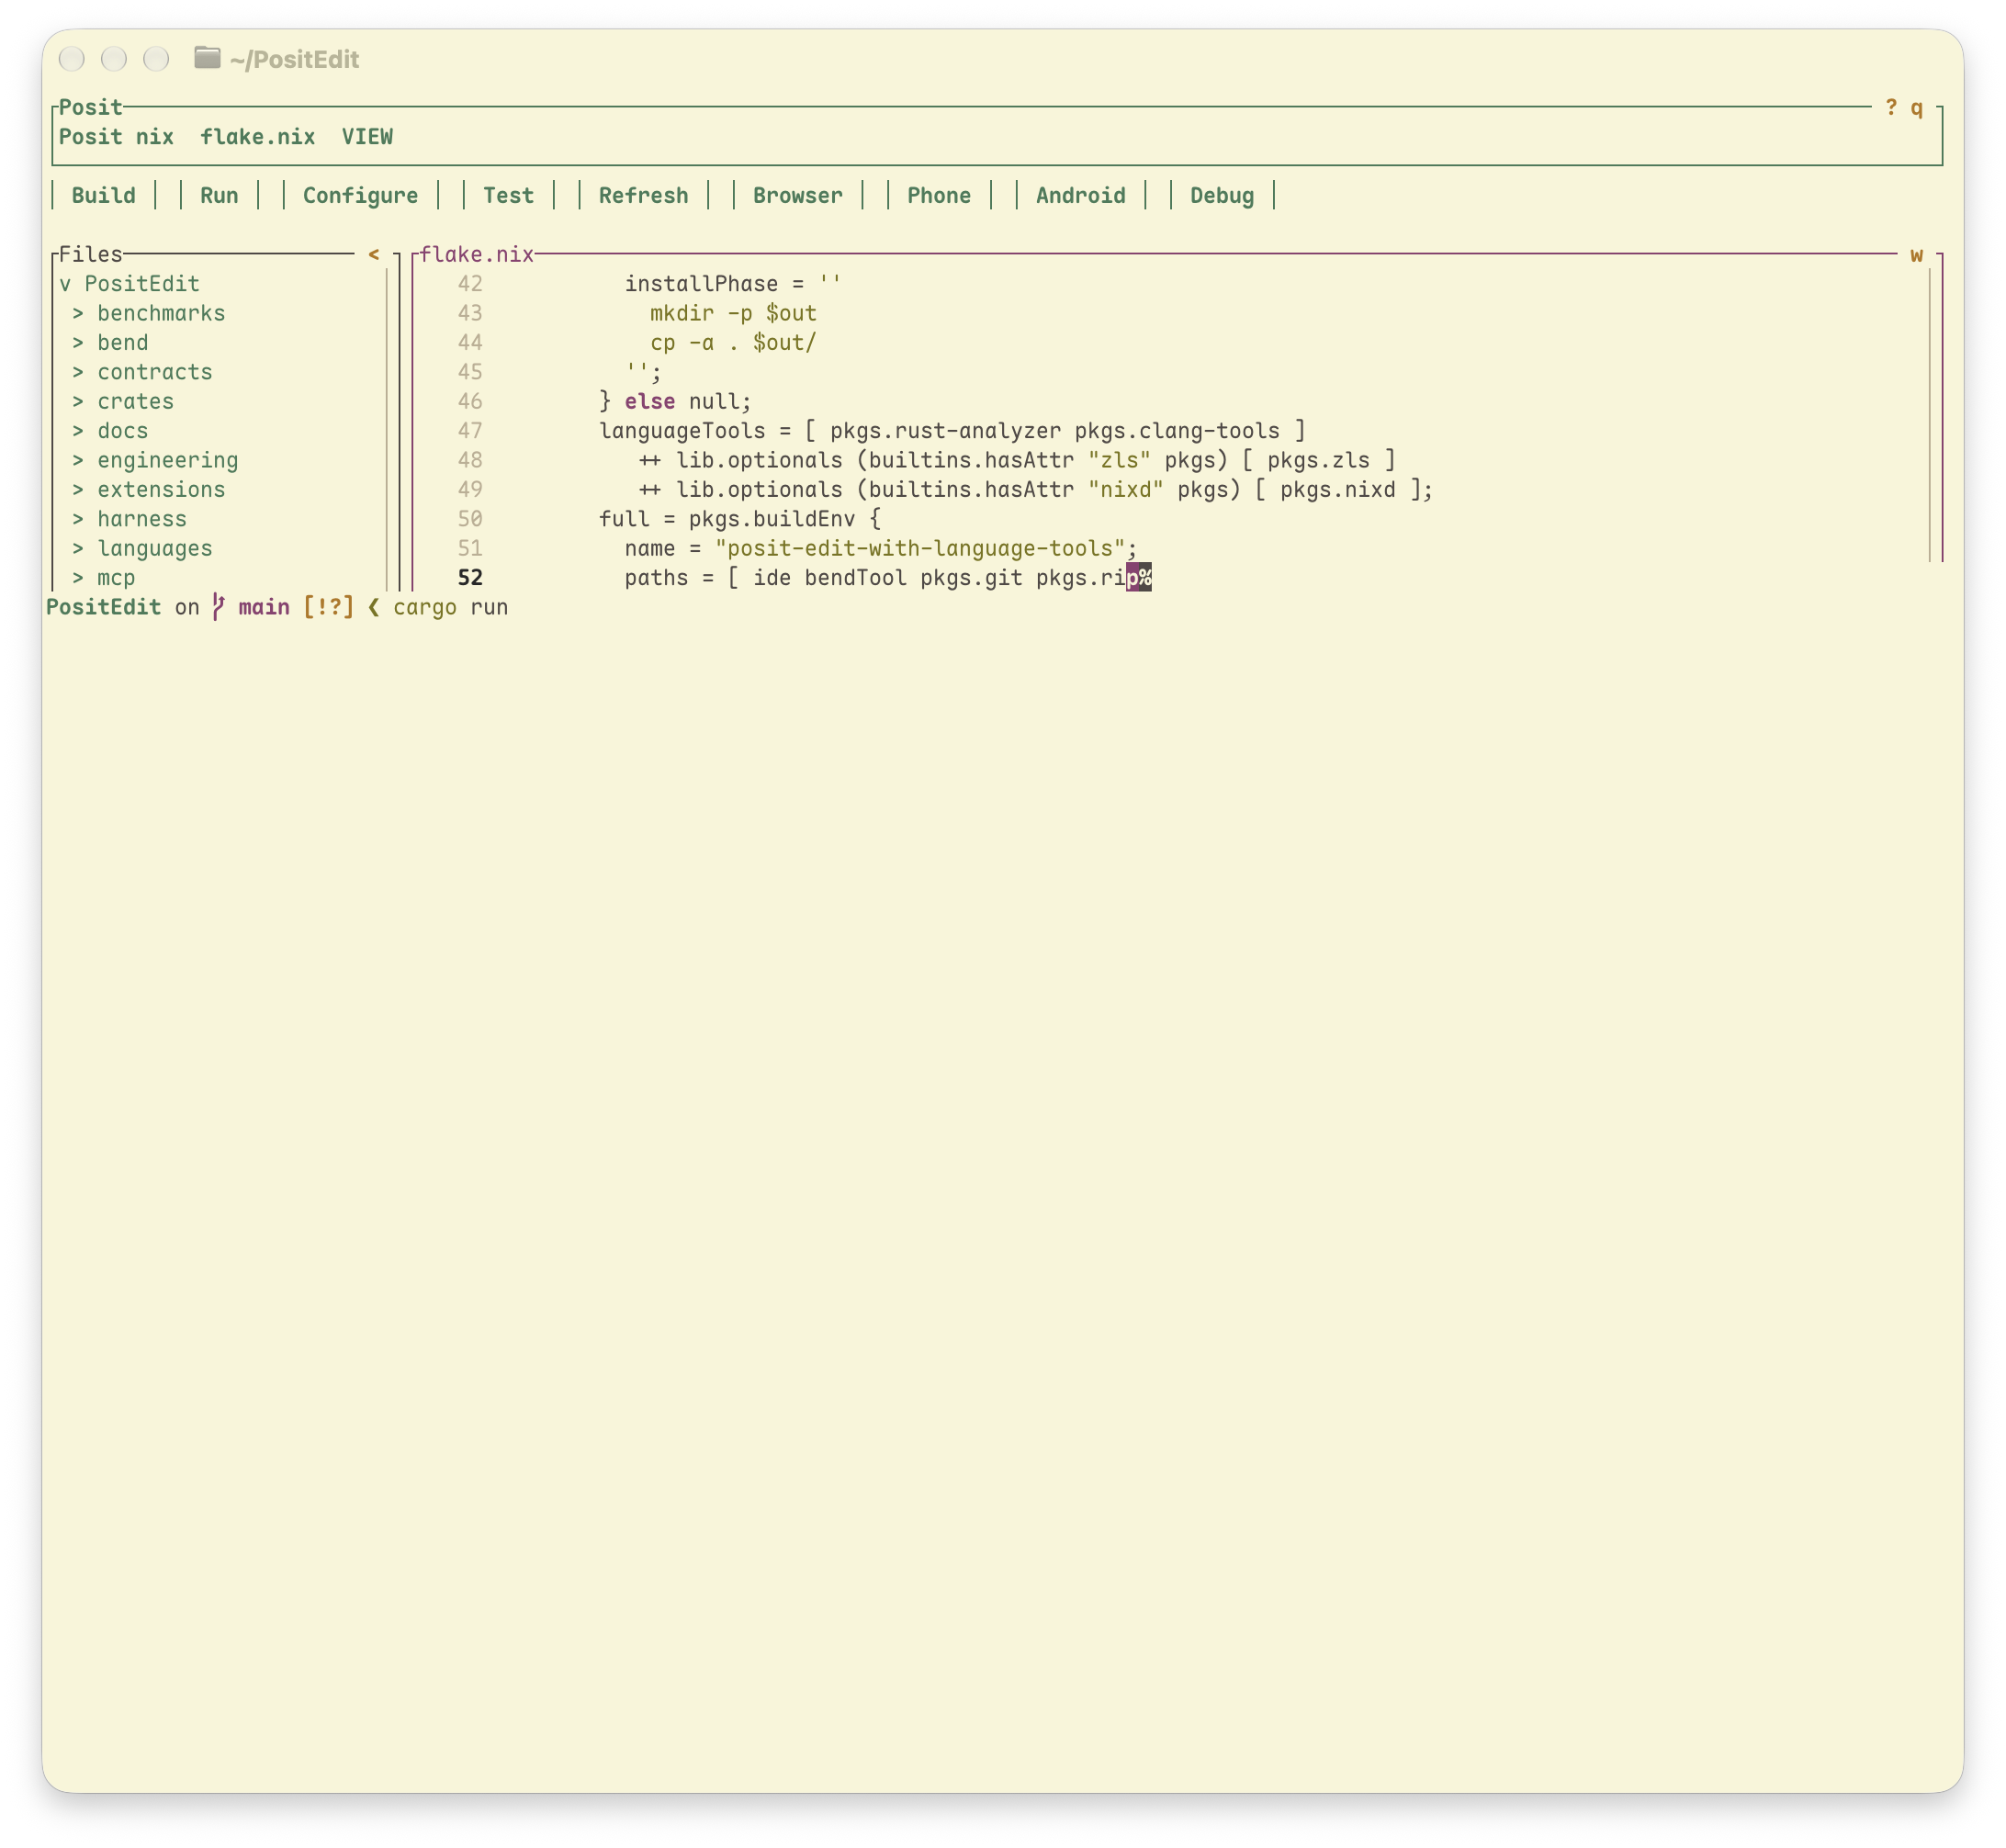 ~/PositEdit
Posit ? q
Posit nix flake.nix VIEW
Build Run Configure Test Refresh Browser Phone Android Debug
Files < flake.nix w
v PositEdit 42 installPhase = ''
> benchmarks 43 mkdir -p $out
> bend 44 cp -a . $out/
> contracts 45 '';
> crates 46 } else null;
> docs 47 languageTools = [ pkgs.rust-analyzer pkgs.clang-tools ]
> engineering 48 ++ lib.optionals (builtins.hasAttr "zls" pkgs) [ pkgs.zls ]
> extensions 49 ++ lib.optionals (builtins.hasAttr "nixd" pkgs) [ pkgs.nixd ];
> harness 50 full = pkgs.buildEnv {
> languages 51 name = "posit-edit-with-language-tools";
> mcp 52 paths = [ ide bendTool pkgs.git pkgs.rip%
PositEdit on main [!?] ❮ cargo run